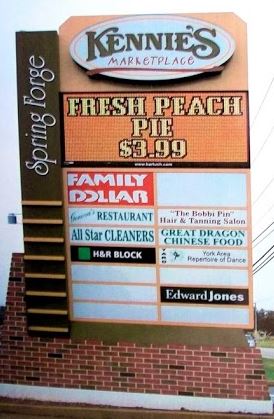 KENNIE'S
MARKETPLACE
Spring Forge
FRESH PEACH
PIE
$3.99
FAMILY
DOLLAR
RESTAURANT
"The Bobbi Pin"
Hair & Tanning Salon
All Star CLEANERS
GREAT DRAGON
CHINESE FOOD
H&R BLOCK
York Area
Repertoire of Dance
Edward Jones